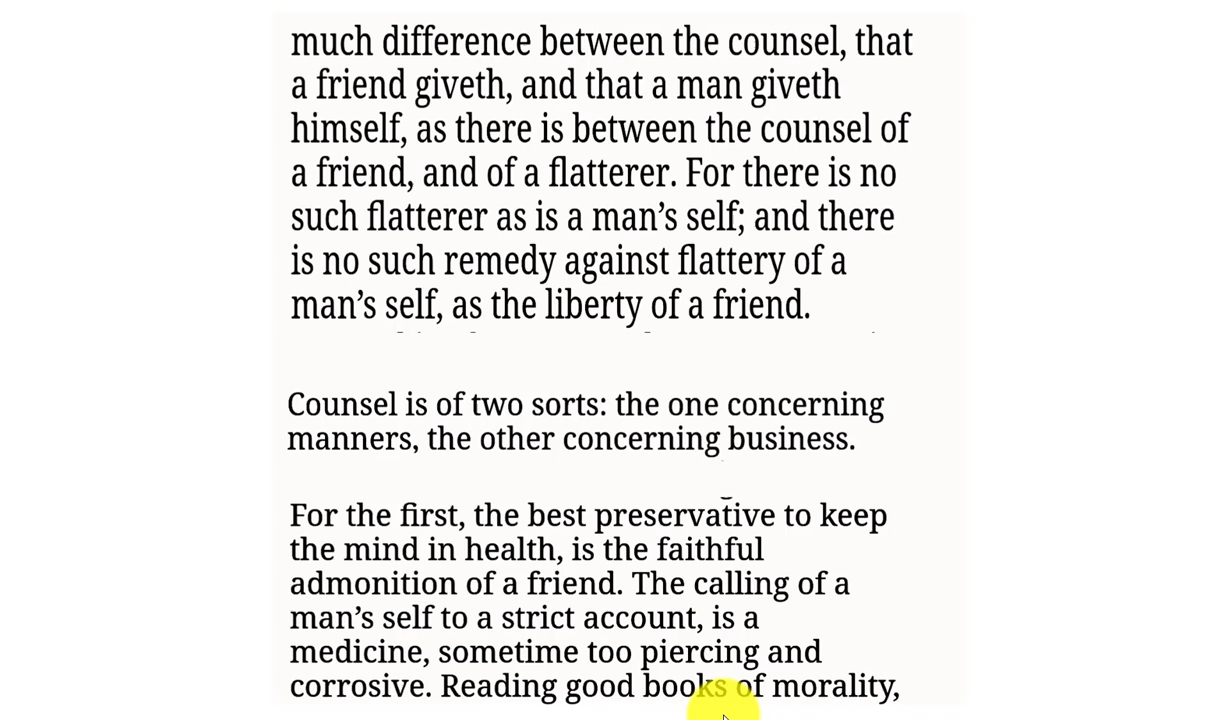 much difference between the counsel, that
a friend giveth, and that a man giveth
himself, as there is between the counsel of
a friend, and of a flatterer. For there is no
such flatterer as is a man’s self; and there
is no such remedy against flattery of a
man’s self, as the liberty of a friend.
Counsel is of two sorts: the one concerning
manners, the other concerning business.
For the first, the best preservative to keep
the mind in health, is the faithful
admonition of a friend. The calling of a
man’s self to a strict account, is a
medicine, sometime too piercing and
corrosive. Reading good books of morality,